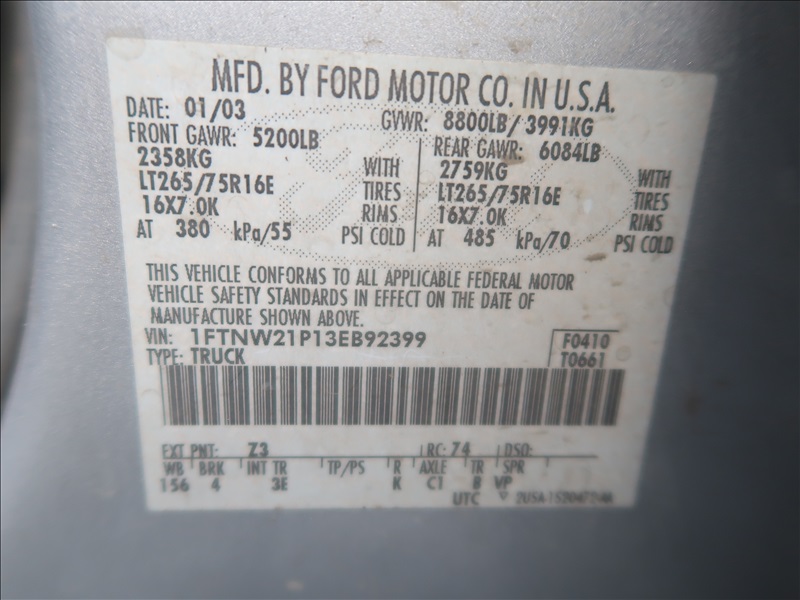 MFD. BY FORD MOTOR CO. IN U.S.A.
DATE: 01/03 GVWR: 8800LB/ 3991KG
FRONT GAWR: 5200LB REAR GAWR: 6084LB
2358KG WITH 2759KG WITH
LT265/75R16E TIRES LT265/75R16E TIRES
16X7.0K RIMS 16X7.0K RIMS
AT 380 kPa/55 PSI COLD AT 485 kPa/70 PSI COLD
THIS VEHICLE CONFORMS TO ALL APPLICABLE FEDERAL MOTOR
VEHICLE SAFETY STANDARDS IN EFFECT ON THE DATE OF
MANUFACTURE SHOWN ABOVE.
VIN: 1FTNW21P13EB92399 F0410
TYPE: TRUCK T0661
EXT PNT: Z3 RC: 74 DSO:
WB BRK INT TR TP/PS R AXLE TR SPR
156 4 3E K C1 B VP
UTC